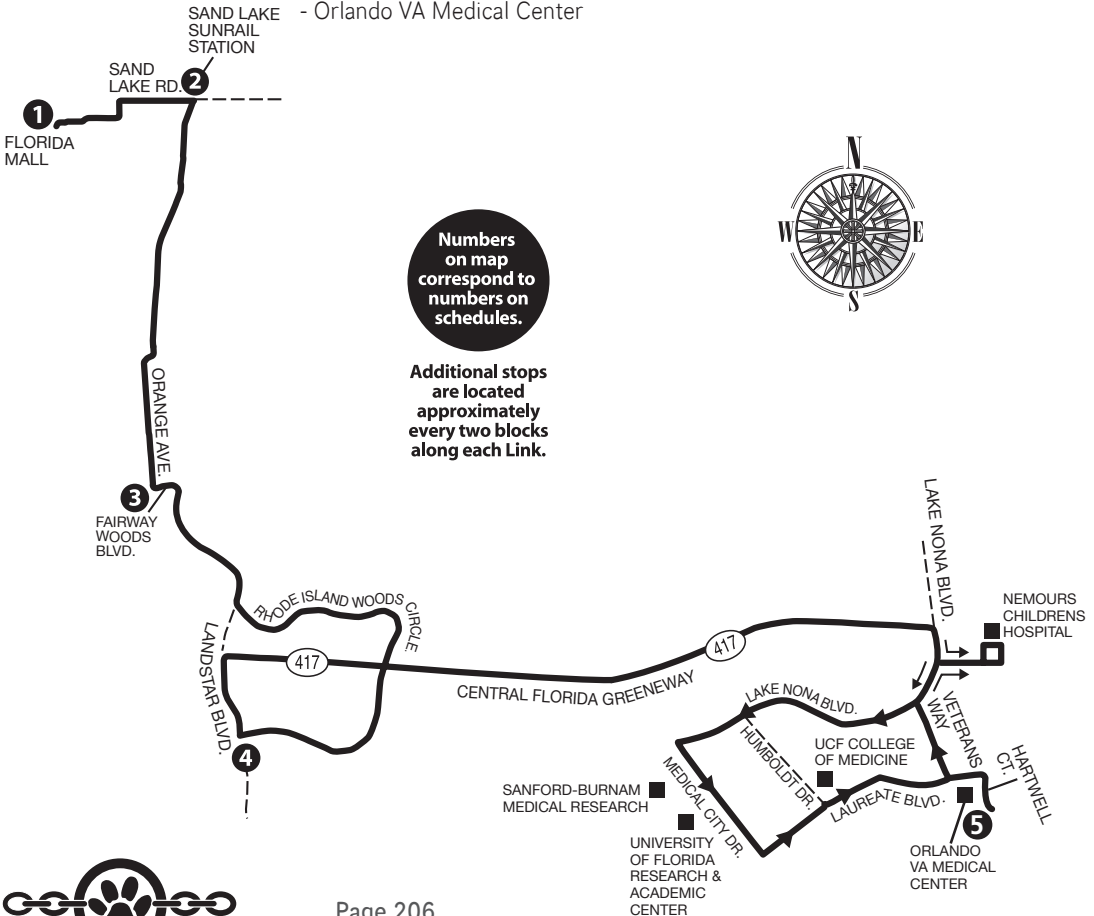 - Orlando VA Medical Center
SAND LAKE
SUNRAIL
STATION
SAND
LAKE RD.
2
1
FLORIDA
MALL
N
W
E
S
Numbers
on map
correspond to
numbers on
schedules.
Additional stops
are located
approximately
every two blocks
along each Link.
ORANGE AVE.
3
FAIRWAY
WOODS
BLVD.
RHODE ISLAND WOODS CIRCLE
LANDSTAR BLVD.
417
417
CENTRAL FLORIDA GREENEWAY
4
LAKE NONA BLVD.
NEMOURS
CHILDRENS
HOSPITAL
LAKE NONA BLVD.
VETERANS
WAY
HUMBOLDT DR.
UCF COLLEGE
OF MEDICINE
HARTWELL
CT.
SANFORD-BURNAM
MEDICAL RESEARCH
MEDICAL CITY DR.
LAUREATE BLVD.
5
UNIVERSITY
OF FLORIDA
RESEARCH &
ACADEMIC
CENTER
ORLANDO
VA MEDICAL
CENTER
Page 206